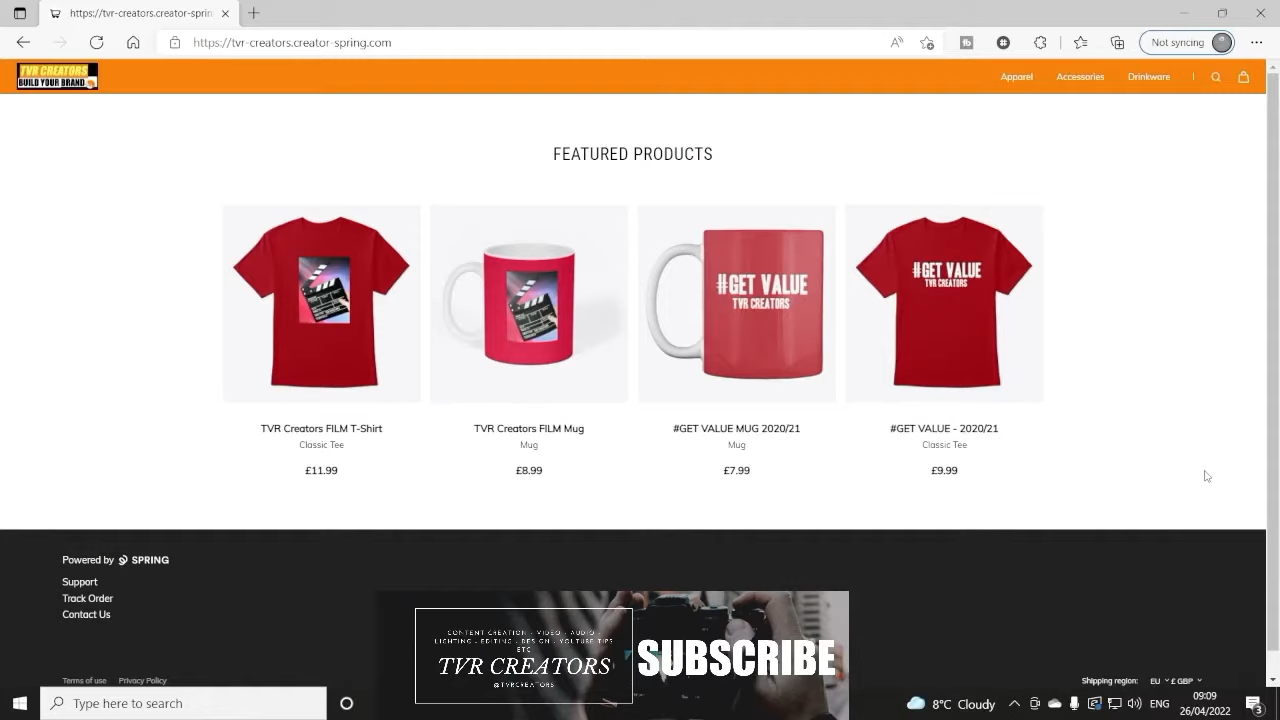 https://tvr-creators.creator-spri
https://tvr-creators.creator-spring.com
Not syncing
TVR CREATORS
BUILD YOUR BRAND
Apparel
Accessories
Drinkware
FEATURED PRODUCTS
#GET VALUE
TVR CREATORS
#GET VALUE
TVR CREATORS
TVR Creators FILM T-Shirt
Classic Tee
£11.99
TVR Creators FILM Mug
Mug
£8.99
#GET VALUE MUG 2020/21
Mug
£7.99
#GET VALUE - 2020/21
Classic Tee
£9.99
Powered by SPRING
Support
Track Order
Contact Us
CONTENT CREATION - VIDEO - AUDIO -
LIGHTING - EDITING - DESIGN - YOUTUBE TIPS
ETC
TVR CREATORS
@TVRCREATORS
SUBSCRIBE
Terms of use
Privacy Policy
Shipping region:
EU
£ GBP
Type here to search
8°C Cloudy
ENG
09:09
26/04/2022
3